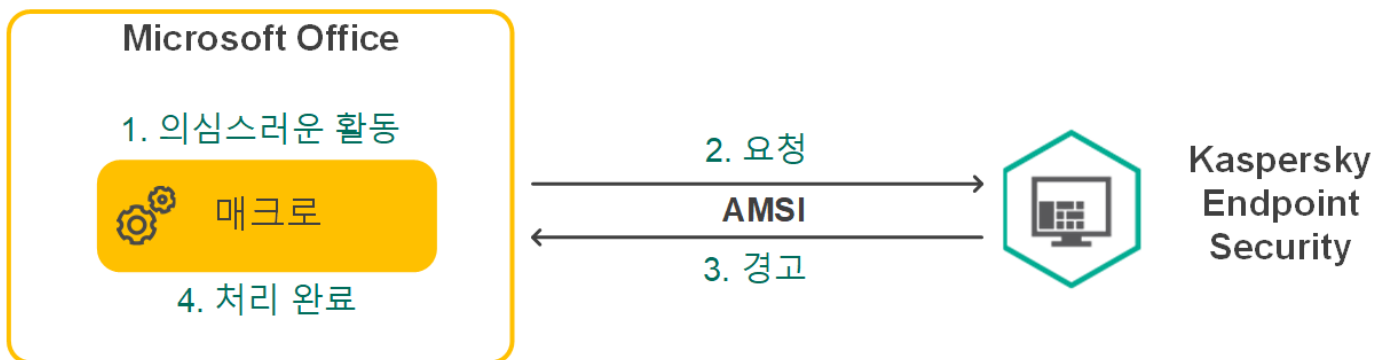 Microsoft Office
1. 의심스러운 활동
매크로
4. 처리 완료
2. 요청
AMSI
3. 경고
Kaspersky
Endpoint
Security